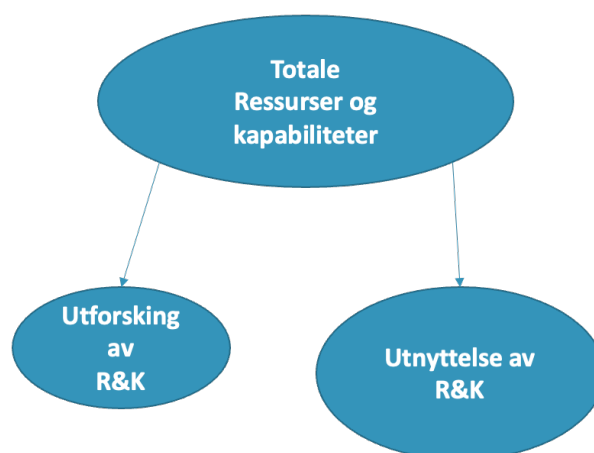 Totale
Ressurser og
kapabiliteter
Utforsking
av
R&K
Utnyttelse av
R&K